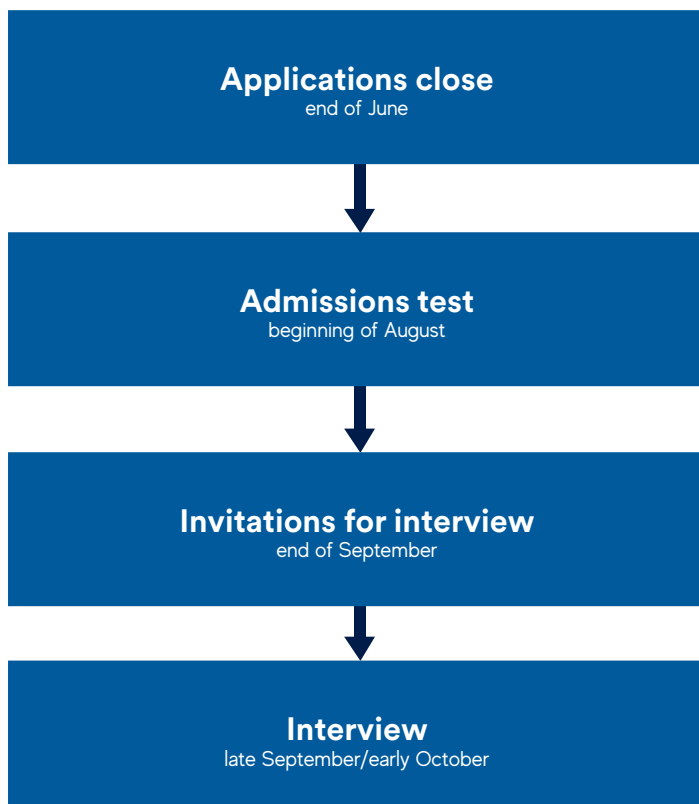 Applications close
end of June
Admissions test
beginning of August
Invitations for interview
end of September
Interview
late September/early October